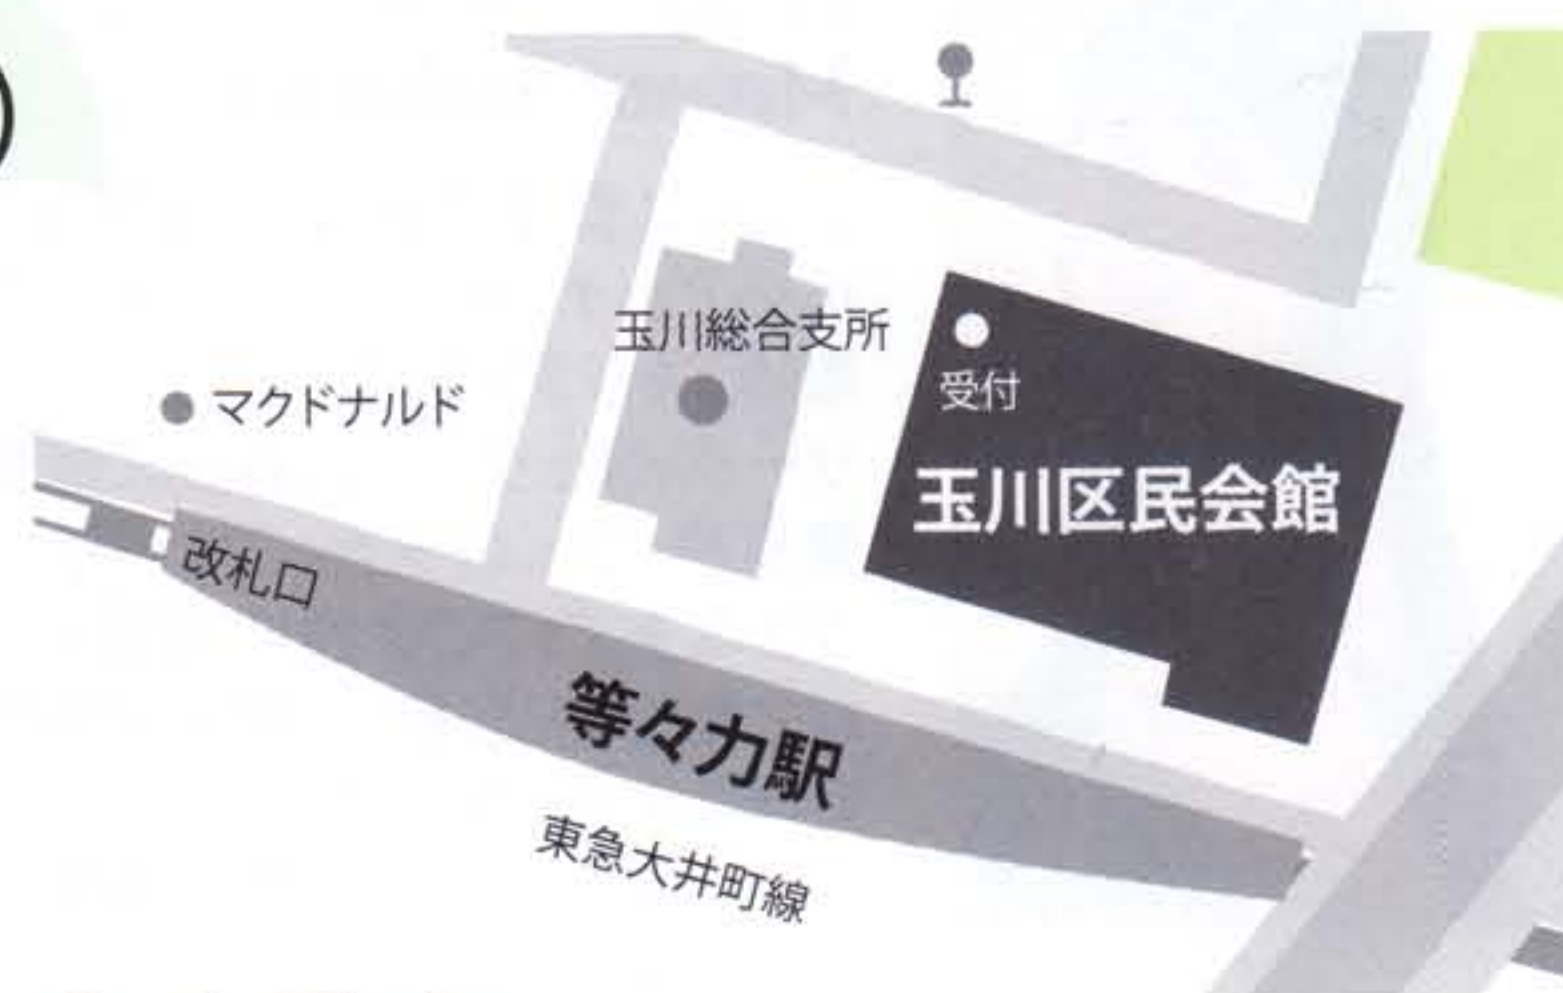 玉川総合支所
マクドナルド
受付
玉川区民会館
改札口
等々力駅
東急大井町線